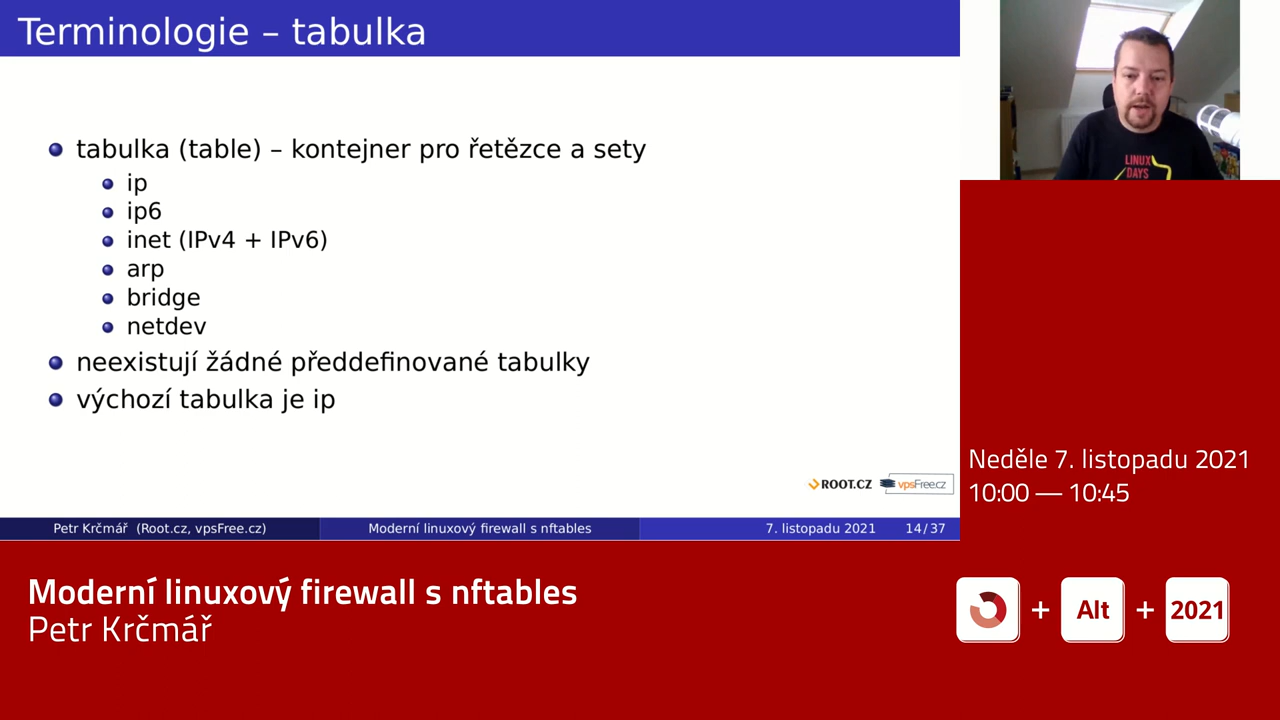 Terminologie – tabulka
tabulka (table) – kontejner pro řetězce a sety
ip
ip6
inet (IPv4 + IPv6)
arp
bridge
netdev
neexistují žádné předdefinované tabulky
výchozí tabulka je ip
ROOT.CZ vpsFree.cz
Petr Krčmář (Root.cz, vpsFree.cz) Moderní linuxový firewall s nftables 7. listopadu 2021 14/37
LINUX
DAYS
Neděle 7. listopadu 2021
10:00 — 10:45
Moderní linuxový firewall s nftables
Petr Krčmář
+ Alt + 2021